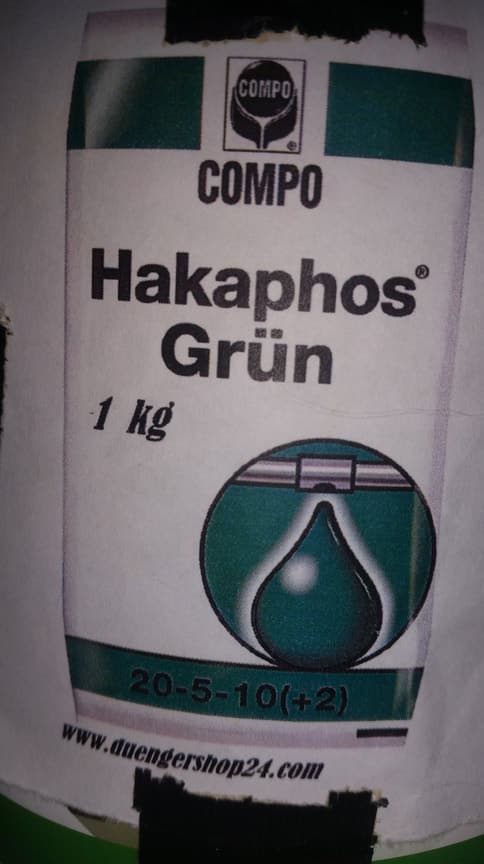 COMPO
®
COMPO
Hakaphos®
Grün
1 kg
20-5-10(+2)
www.duengershop24.com